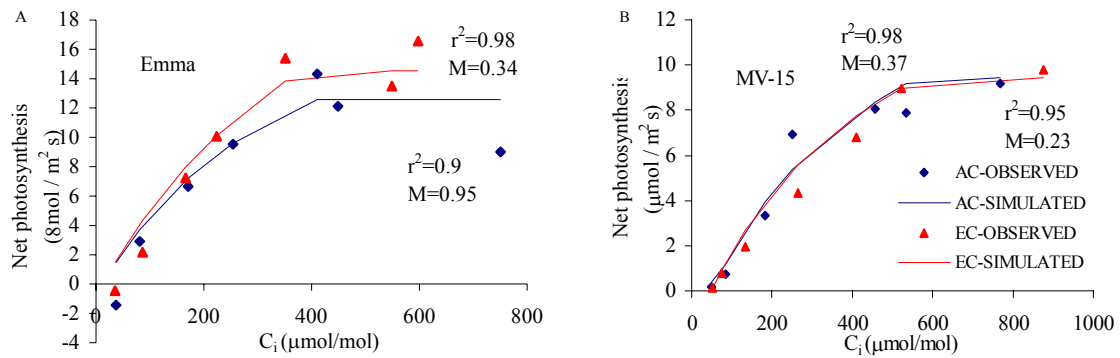 A
Emma
r²=0.98
M=0.34
r²=0.9
M=0.95
18
16
14
12
10
8
6
4
2
0
-2
-4
0
200
400
600
800
Net photosynthesis
(8mol / m² s)
Cᵢ (μmol/mol)
B
MV-15
r²=0.98
M=0.37
r²=0.95
M=0.23
AC-OBSERVED
AC-SIMULATED
EC-OBSERVED
EC-SIMULATED
10
8
6
4
2
0
0
200
400
600
800
1000
Net photosynthesis
(μmol / m² s)
Cᵢ (μmol/mol)